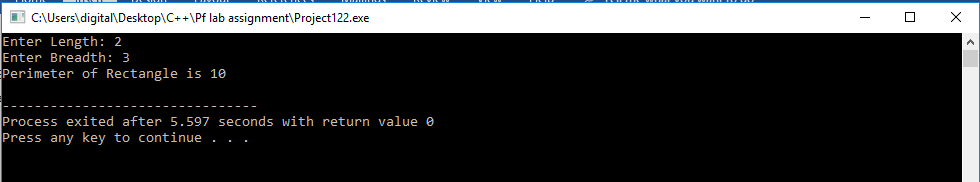 C:\Users\digital\Desktop\C++\Pf lab assignment\Project122.exe
Enter Length: 2
Enter Breadth: 3
Perimeter of Rectangle is 10
--------------------------------
Process exited after 5.597 seconds with return value 0
Press any key to continue . . .